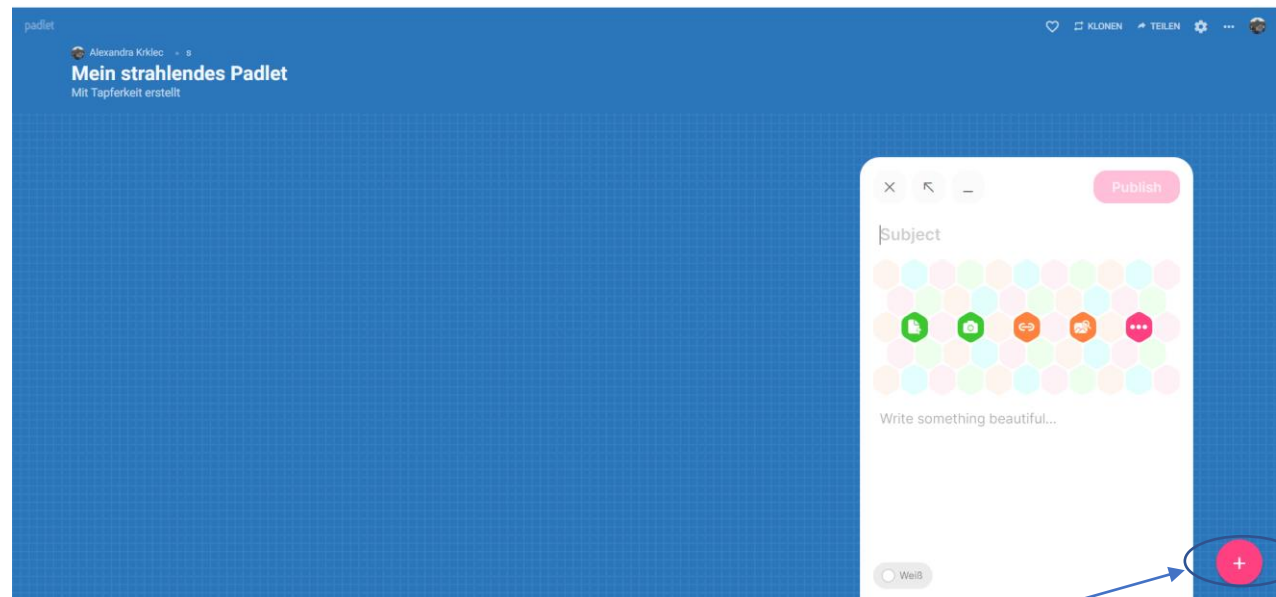 padlet
KLONEN TEILEN
Alexandra Krklec • s
Mein strahlendes Padlet
Mit Tapferkeit erstellt
Publish
Subject
Write something beautiful...
Weiß